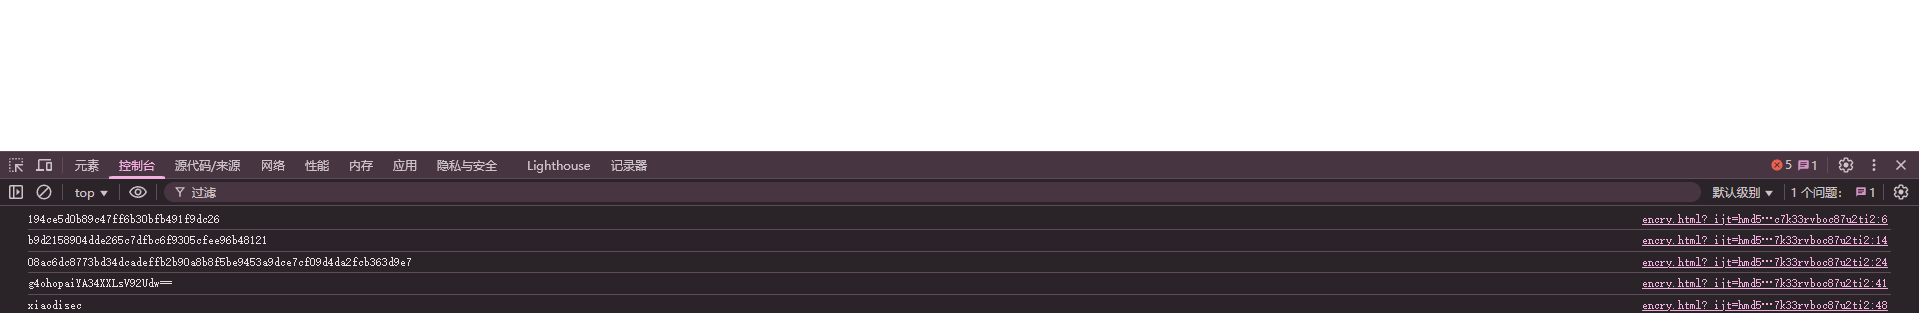 元素 控制台 源代码/来源 网络 性能 内存 应用 隐私与安全 Lighthouse 记录器 5 1
top 过滤 默认级别 1 个问题: 1
194ce5d0b89c47ff6b30bfb491f9dc26 encry.html?_ijt=hmd5…c7k33rvboc87u2ti2:6
b9d2158904dde265c7dfbc6f9305cfee96b48121 encry.html?_ijt=hmd5…7k33rvboc87u2ti2:14
08ac6dc8773bd34dcadeffb2b90a8b8f5be9453a9dce7cf09d4da2fcb363d9e7 encry.html?_ijt=hmd5…7k33rvboc87u2ti2:24
g4ohopaiYA34XXLsV92Udw== encry.html?_ijt=hmd5…7k33rvboc87u2ti2:41
xiaodisec encry.html?_ijt=hmd5…7k33rvboc87u2ti2:48